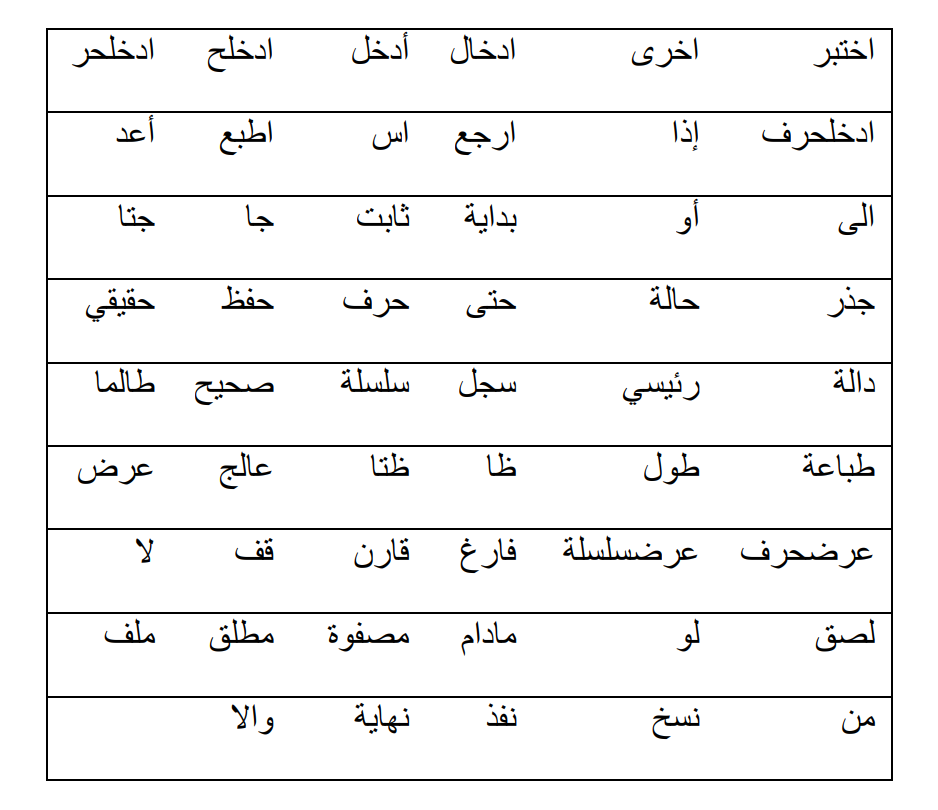 اختبر اخرى ادخال أدخل ادخلح ادخلحر
ادخلحرف إذا ارجع اس اطبع أعد
الى أو بداية ثابت جا جتا
جذر حالة حتى حرف حفظ حقيقي
دالة رئيسي سجل سلسلة صحيح طالما
طباعة طول ظا ظتا عالج عرض
عرضحرف عرضسلسلة فارغ قارن قف لا
لصق لو مادام مصفوة مطلق ملف
من نسخ نفذ نهاية والا